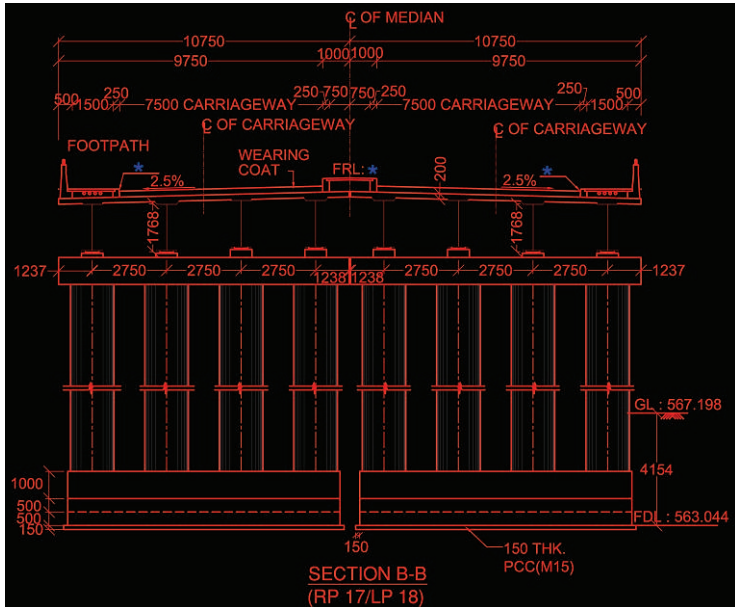 C̲L̲ OF MEDIAN
10750 10750
9750 1000 1000 9750
500 1500 250 7500 CARRIAGEWAY 250 750 750 250 7500 CARRIAGEWAY 250 1500 500
CL OF CARRIAGEWAY CL OF CARRIAGEWAY
FOOTPATH
WEARING
COAT
FRL: *
* *
2.5% 2.5%
200
1768 1768
1237 2750 2750 2750 1238 1238 2750 2750 2750 1237
GL : 567.198
4154
1000
500
500
150
FDL : 563.044
150
150 THK.
PCC(M15)
SECTION B-B
(RP 17/LP 18)